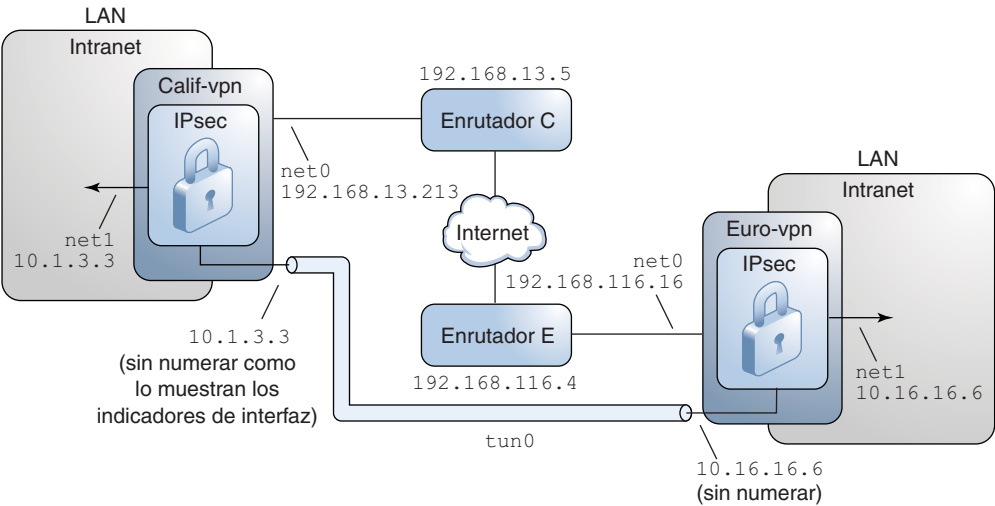 LAN
Intranet
Calif-vpn
IPsec
192.168.13.5
Enrutador C
net0
192.168.13.213
net1
10.1.3.3
Internet
LAN
Intranet
Euro-vpn
IPsec
net0
192.168.116.16
Enrutador E
192.168.116.4
net1
10.16.16.6
10.1.3.3
(sin numerar como
lo muestran los
indicadores de interfaz)
tun0
10.16.16.6
(sin numerar)